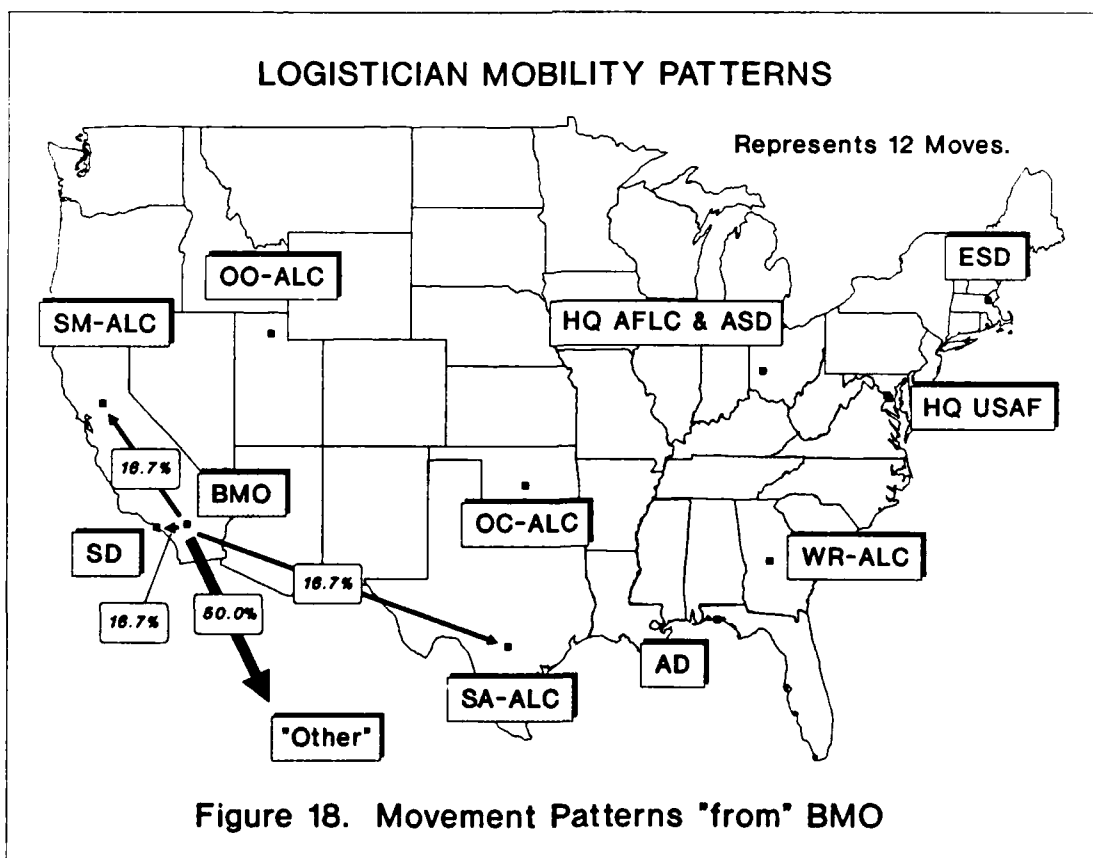 LOGISTICIAN MOBILITY PATTERNS
Represents 12 Moves.
ESD
OO-ALC
SM-ALC
HQ AFLC & ASD
HQ USAF
16.7%
BMO
OC-ALC
SD
WR-ALC
16.7%
16.7%
50.0%
AD
SA-ALC
"Other"
Figure 18. Movement Patterns "from" BMO